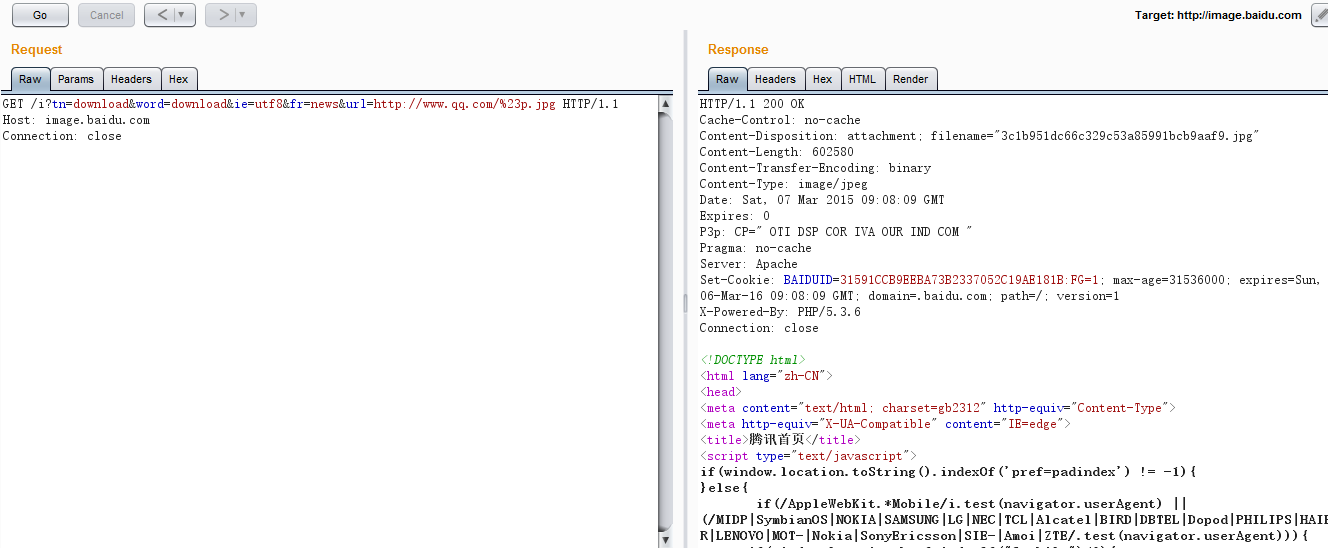 Go
Cancel
<
>
Target: http://image.baidu.com
Request
Response
Raw Params Headers Hex
Raw Headers Hex HTML Render
GET /i?tn=download&word=download&ie=utf8&fr=news&url=http://www.qq.com/%23p.jpg HTTP/1.1
Host: image.baidu.com
Connection: close
HTTP/1.1 200 OK
Cache-Control: no-cache
Content-Disposition: attachment; filename="3c1b951dc66c329c53a85991bcb9aaf9.jpg"
Content-Length: 602580
Content-Transfer-Encoding: binary
Content-Type: image/jpeg
Date: Sat, 07 Mar 2015 09:08:09 GMT
Expires: 0
P3p: CP=" OTI DSP COR IVA OUR IND COM "
Pragma: no-cache
Server: Apache
Set-Cookie: BAIDUID=31591CCB9EEBA73B2337052C19AE181B:FG=1; max-age=31536000; expires=Sun,
06-Mar-16 09:08:09 GMT; domain=.baidu.com; path=/; version=1
X-Powered-By: PHP/5.3.6
Connection: close
<!DOCTYPE html>
<html lang="zh-CN">
<head>
<meta content="text/html; charset=gb2312" http-equiv="Content-Type">
<meta http-equiv="X-UA-Compatible" content="IE=edge">
<title>腾讯首页</title>
<script type="text/javascript">
if(window.location.toString().indexOf('pref=padindex') != -1){
}else{
if(/AppleWebKit.*Mobile/i.test(navigator.userAgent) ||
(/MIDP|SymbianOS|NOKIA|SAMSUNG|LG|NEC|TCL|Alcatel|BIRD|DBTEL|Dopod|PHILIPS|HAIE
R|LENOVO|MOT-|Nokia|SonyEricsson|SIE-|Amoi|ZTE/.test(navigator.userAgent))){